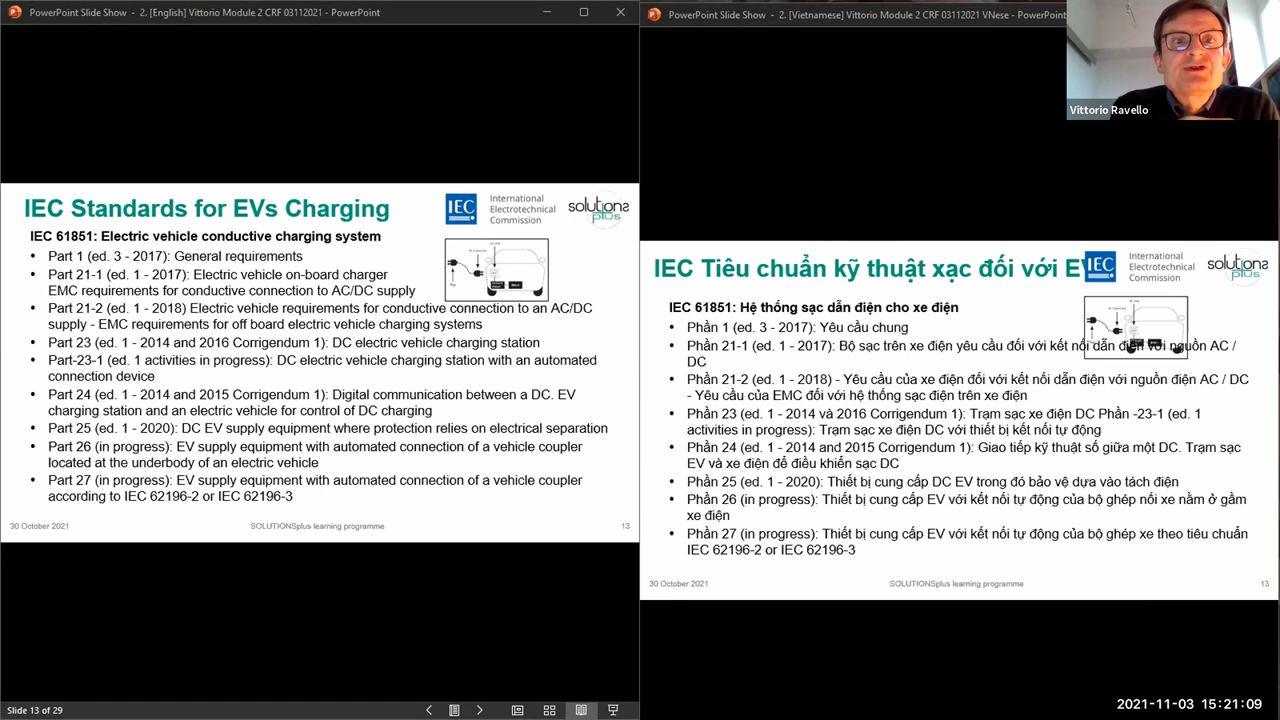 PowerPoint Slide Show - 2. [English] Vittorio Module 2 CRF 03112021 - PowerPoint
IEC Standards for EVs Charging
IEC
International
Electrotechnical
Commission
solutions
plus
IEC 61851: Electric vehicle conductive charging system
• Part 1 (ed. 3 - 2017): General requirements
• Part 21-1 (ed. 1 - 2017): Electric vehicle on-board charger
EMC requirements for conductive connection to AC/DC supply
• Part 21-2 (ed. 1 - 2018) Electric vehicle requirements for conductive connection to an AC/DC
supply - EMC requirements for off board electric vehicle charging systems
• Part 23 (ed. 1 - 2014 and 2016 Corrigendum 1): DC electric vehicle charging station
• Part-23-1 (ed. 1 activities in progress): DC electric vehicle charging station with an automated
connection device
• Part 24 (ed. 1 - 2014 and 2015 Corrigendum 1): Digital communication between a DC. EV
charging station and an electric vehicle for control of DC charging
• Part 25 (ed. 1 - 2020): DC EV supply equipment where protection relies on electrical separation
• Part 26 (in progress): EV supply equipment with automated connection of a vehicle coupler
located at the underbody of an electric vehicle
• Part 27 (in progress): EV supply equipment with automated connection of a vehicle coupler
according to IEC 62196-2 or IEC 62196-3
30 October 2021
SOLUTIONSplus learning programme
13
Slide 13 of 29
PowerPoint Slide Show - 2. [Vietnamese] Vittorio Module 2 CRF 03112021 VNese - PowerPoint
Vittorio Ravello
IEC Tiêu chuẩn kỹ thuật xạc đối với EV
IEC
International
Electrotechnical
Commission
solutions
plus
IEC 61851: Hệ thống sạc dẫn điện cho xe điện
• Phần 1 (ed. 3 - 2017): Yêu cầu chung
• Phần 21-1 (ed. 1 - 2017): Bộ sạc trên xe điện yêu cầu đối với kết nối dẫn điện với nguồn AC /
DC
• Phần 21-2 (ed. 1 - 2018) - Yêu cầu của xe điện đối với kết nối dẫn điện với nguồn điện AC / DC
- Yêu cầu của EMC đối với hệ thống sạc điện trên xe điện
• Phần 23 (ed. 1 - 2014 và 2016 Corrigendum 1): Trạm sạc xe điện DC Phần -23-1 (ed. 1
activities in progress): Trạm sạc xe điện DC với thiết bị kết nối tự động
• Phần 24 (ed. 1 - 2014 and 2015 Corrigendum 1): Giao tiếp kỹ thuật số giữa một DC. Trạm sạc
EV và xe điện để điều khiển sạc DC
• Phần 25 (ed. 1 - 2020): Thiết bị cung cấp DC EV trong đó bảo vệ dựa vào tách điện
• Phần 26 (in progress): Thiết bị cung cấp EV với kết nối tự động của bộ ghép nối xe nằm ở gầm
xe điện
• Phần 27 (in progress): Thiết bị cung cấp EV với kết nối tự động của bộ ghép xe theo tiêu chuẩn
IEC 62196-2 or IEC 62196-3
30 October 2021
SOLUTIONSplus learning programme
13
2021-11-03 15:21:09